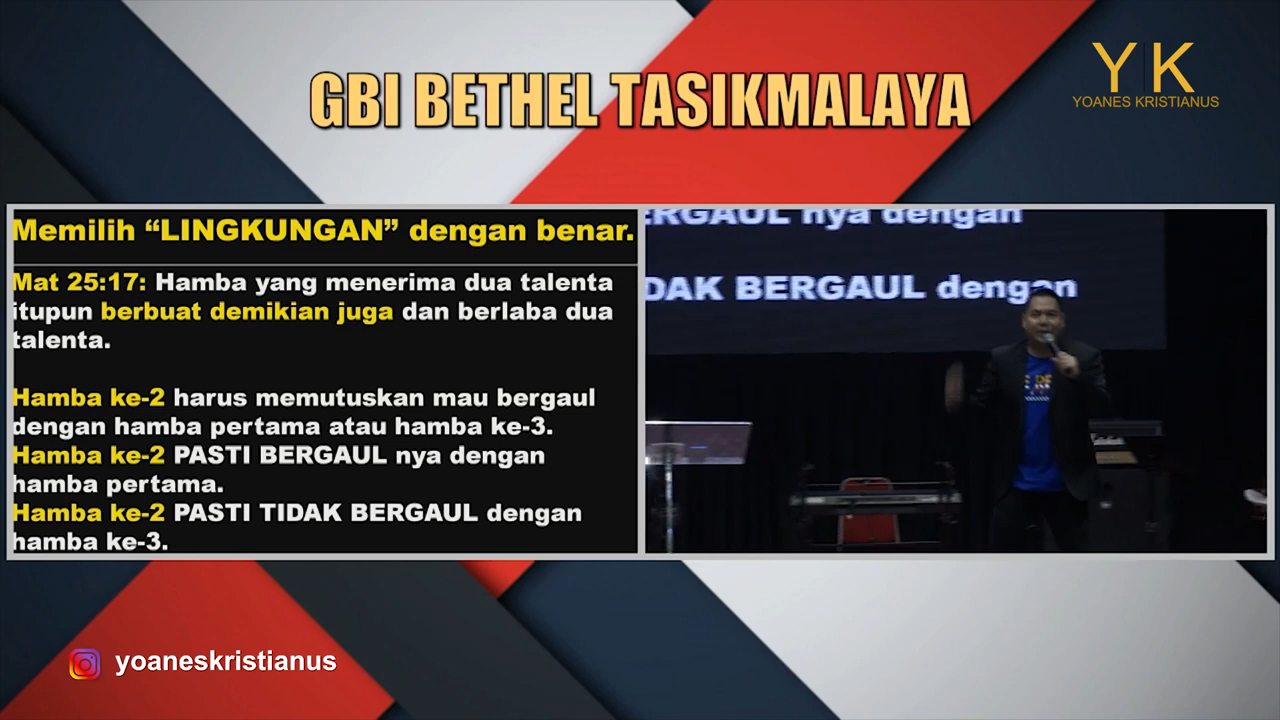 GBI BETHEL TASIKMALAYA
Y K
YOANES KRISTIANUS
Memilih “LINGKUNGAN” dengan benar.
Mat 25:17: Hamba yang menerima dua talenta
itupun berbuat demikian juga dan berlaba dua
talenta.
Hamba ke-2 harus memutuskan mau bergaul
dengan hamba pertama atau hamba ke-3.
Hamba ke-2 PASTI BERGAUL nya dengan
hamba pertama.
Hamba ke-2 PASTI TIDAK BERGAUL dengan
hamba ke-3.
ERGAUL nya dengan
DAK BERGAUL dengan
yoaneskristianus